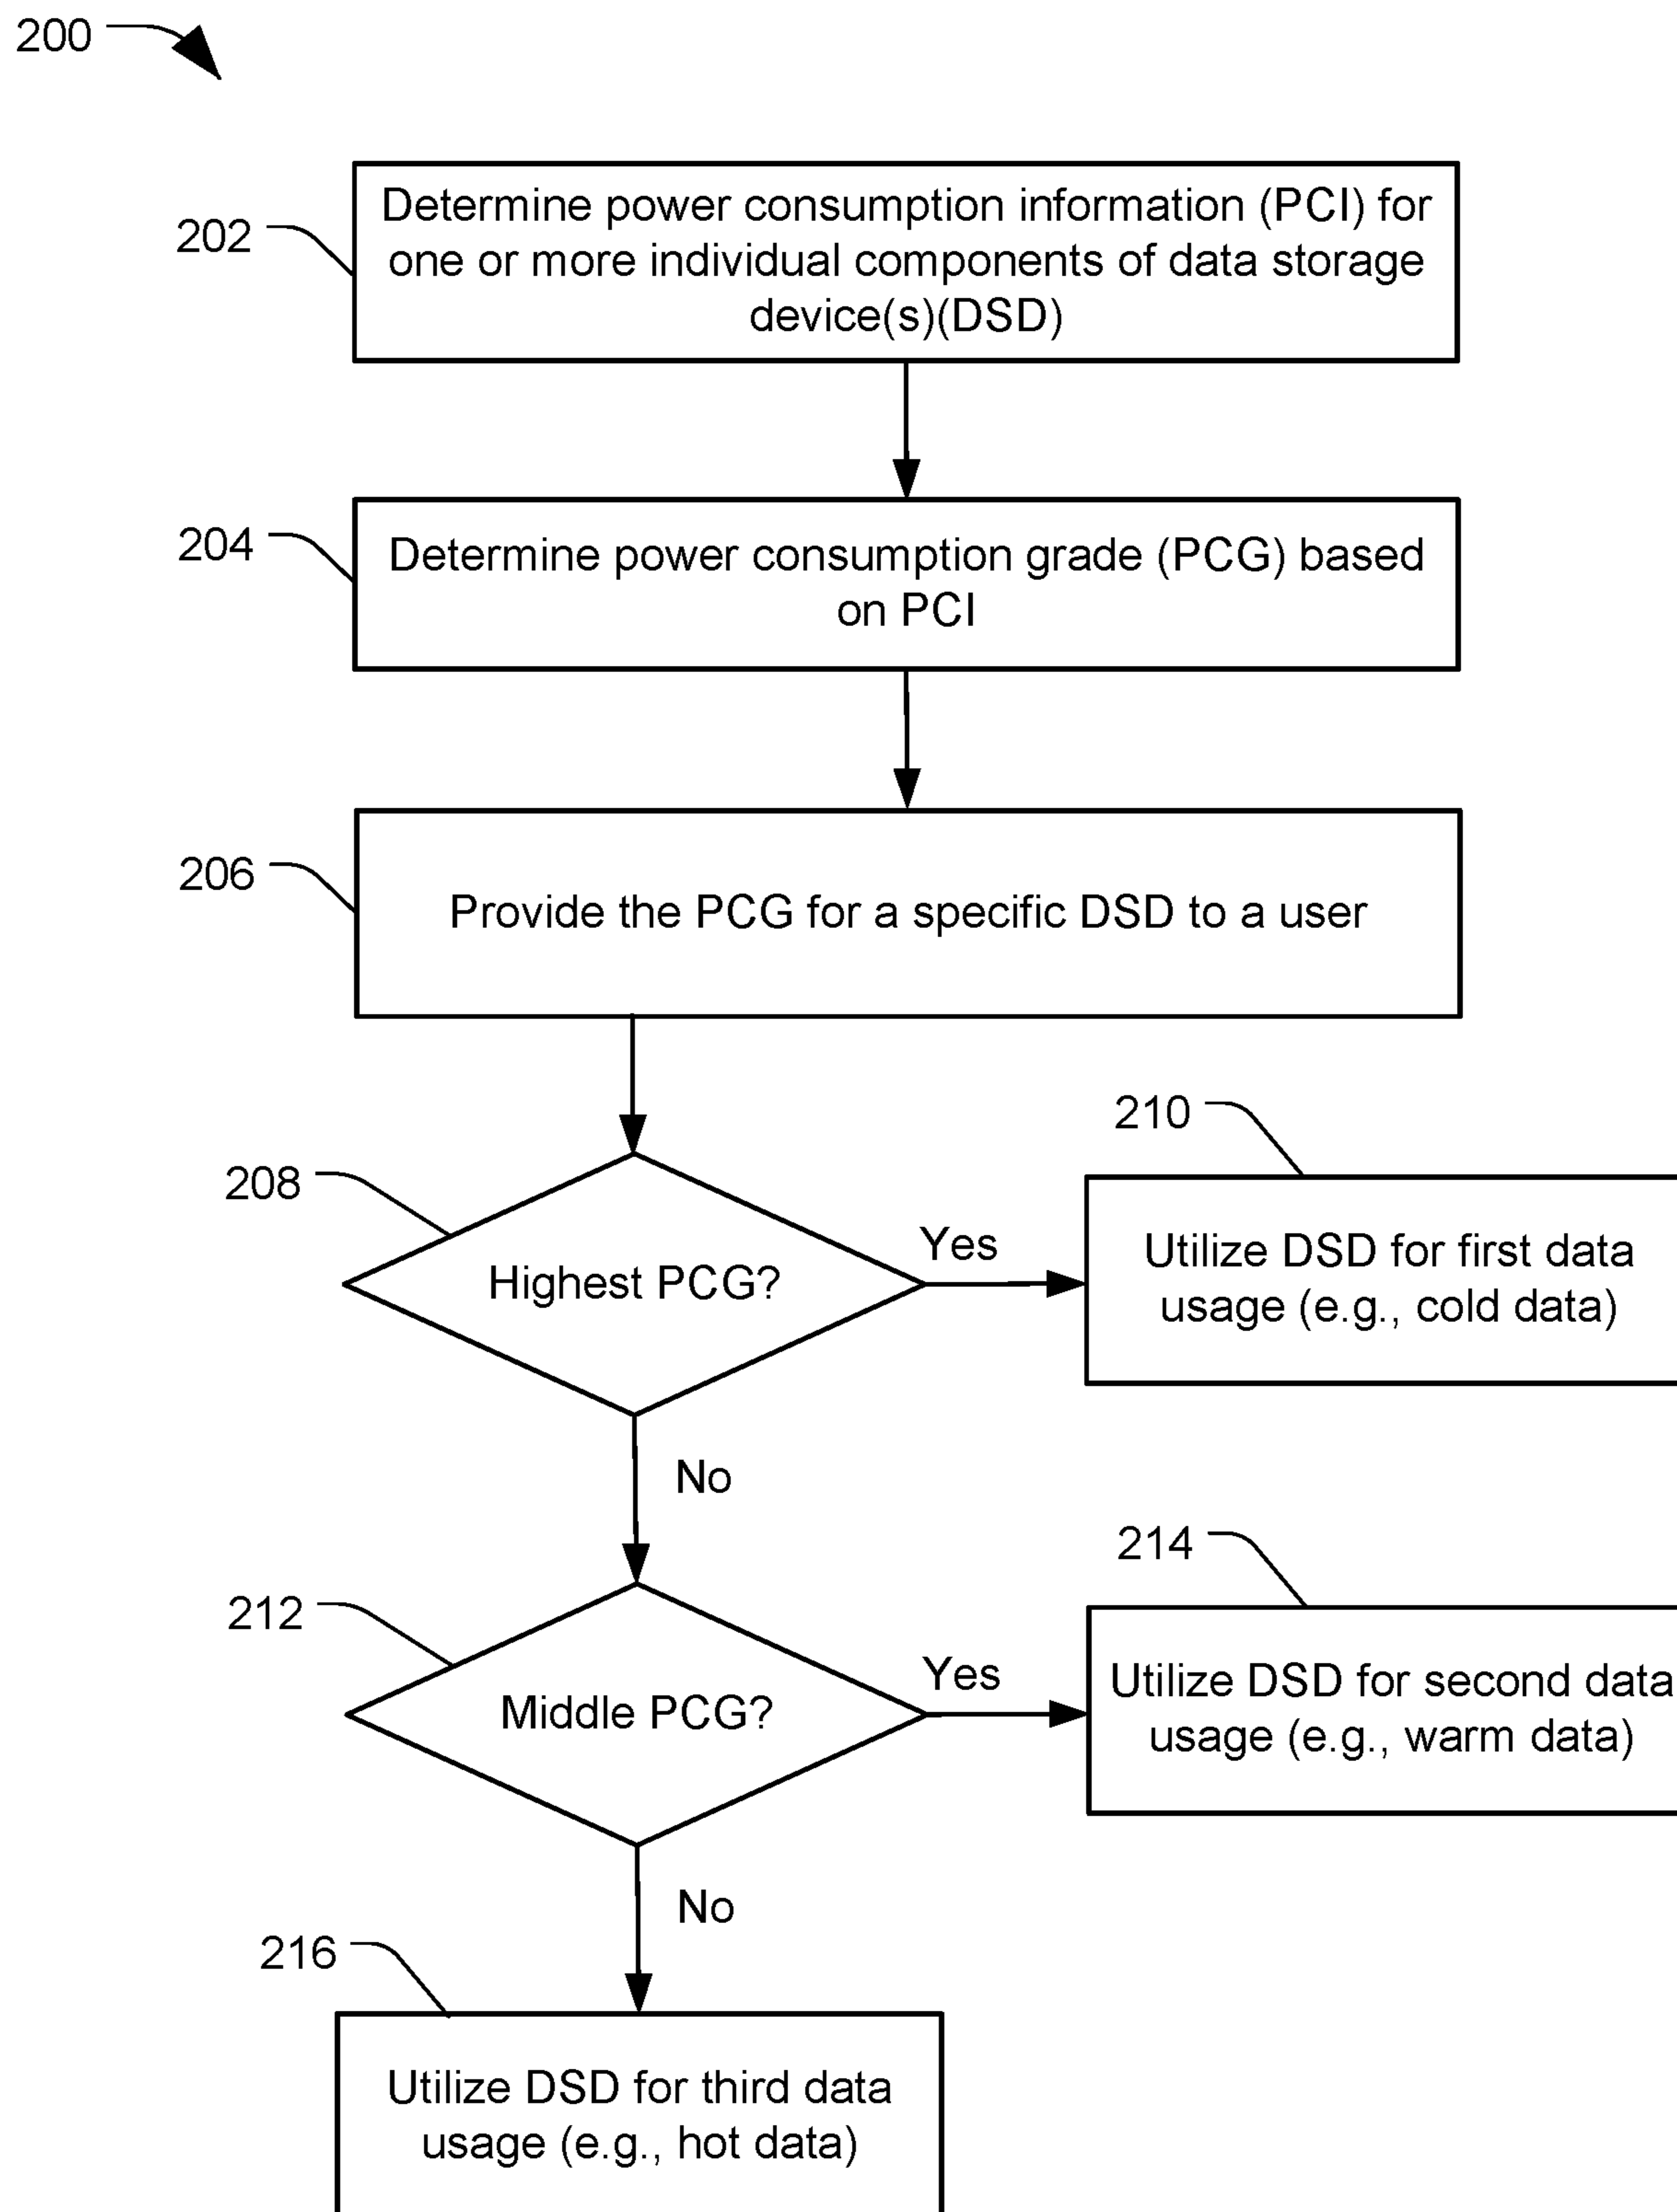 200
202
Determine power consumption information (PCI) for
one or more individual components of data storage
device(s)(DSD)
204
Determine power consumption grade (PCG) based
on PCI
206
Provide the PCG for a specific DSD to a user
208
Highest PCG?
Yes
210
Utilize DSD for first data
usage (e.g., cold data)
No
212
Middle PCG?
Yes
214
Utilize DSD for second data
usage (e.g., warm data)
No
216
Utilize DSD for third data
usage (e.g., hot data)